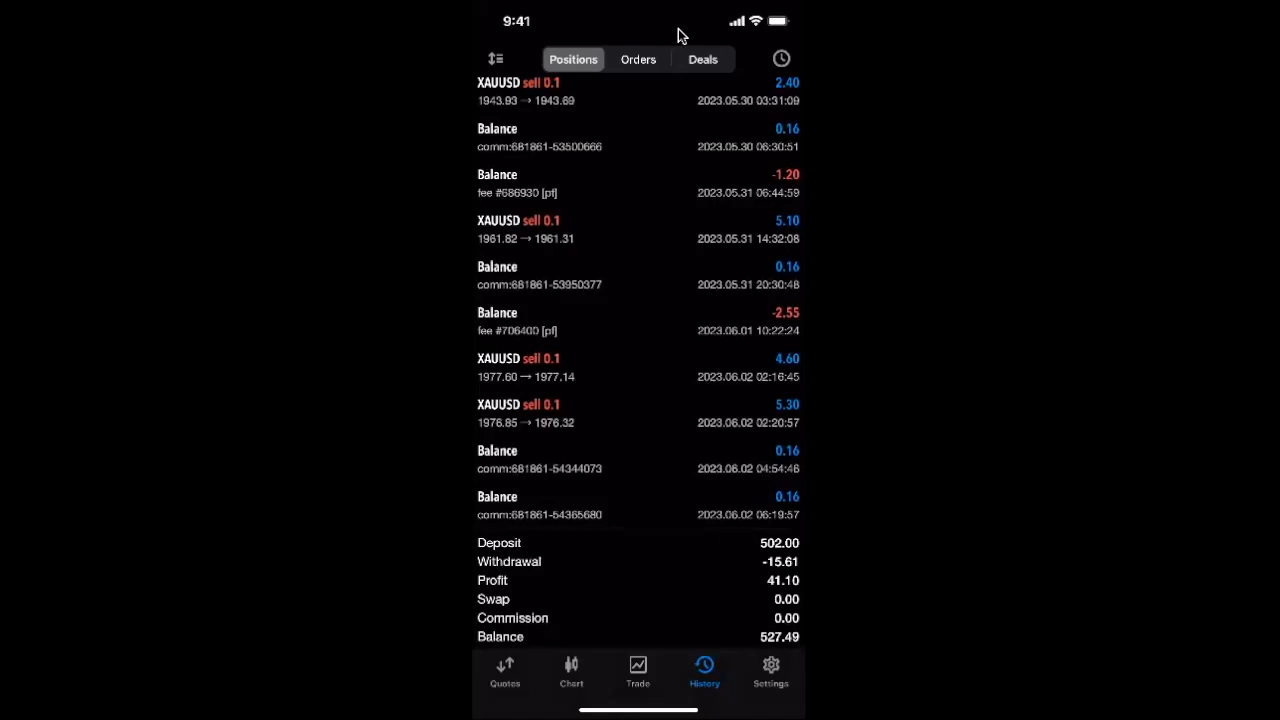 9:41
Positions Orders Deals
XAUUSD sell 0.1 2.40
1943.93 → 1943.69 2023.05.30 03:31:09
Balance 0.16
comm:681861-53500666 2023.05.30 06:30:51
Balance -1.20
fee #686930 [pf] 2023.05.31 06:44:59
XAUUSD sell 0.1 5.10
1961.82 → 1961.31 2023.05.31 14:32:08
Balance 0.16
comm:681861-53950377 2023.05.31 20:30:48
Balance -2.55
fee #706400 [pf] 2023.06.01 10:22:24
XAUUSD sell 0.1 4.60
1977.60 → 1977.14 2023.06.02 02:16:45
XAUUSD sell 0.1 5.30
1976.85 → 1976.32 2023.06.02 02:20:57
Balance 0.16
comm:681861-54344073 2023.06.02 04:54:46
Balance 0.16
comm:681861-54365680 2023.06.02 06:19:57
Deposit 502.00
Withdrawal -15.61
Profit 41.10
Swap 0.00
Commission 0.00
Balance 527.49
Quotes Chart Trade History Settings